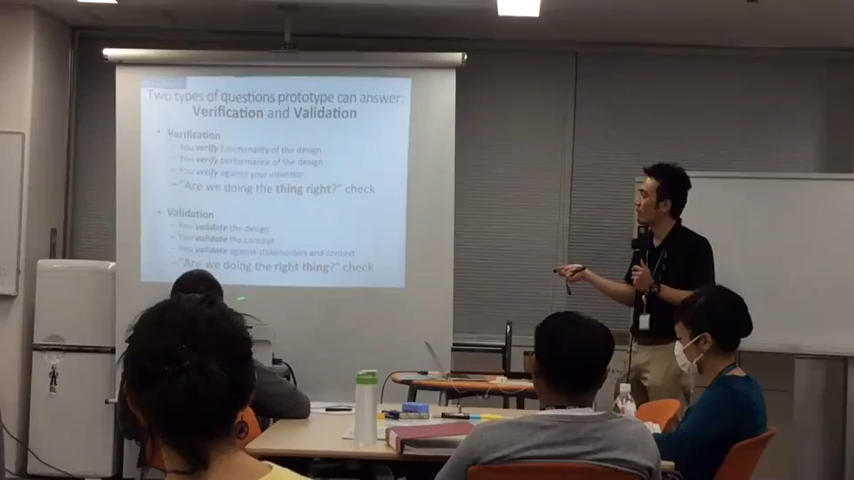 Two types of questions prototype can answer:
Verification and Validation
• Verification
– You verify functionality of the design
– You verify performance of the design
– You verify against your intention
– "Are we doing the thing right?" check
• Validation
– You validate the design
– You validate the concept
– You validate against stakeholders and context
– "Are we doing the right thing?" check